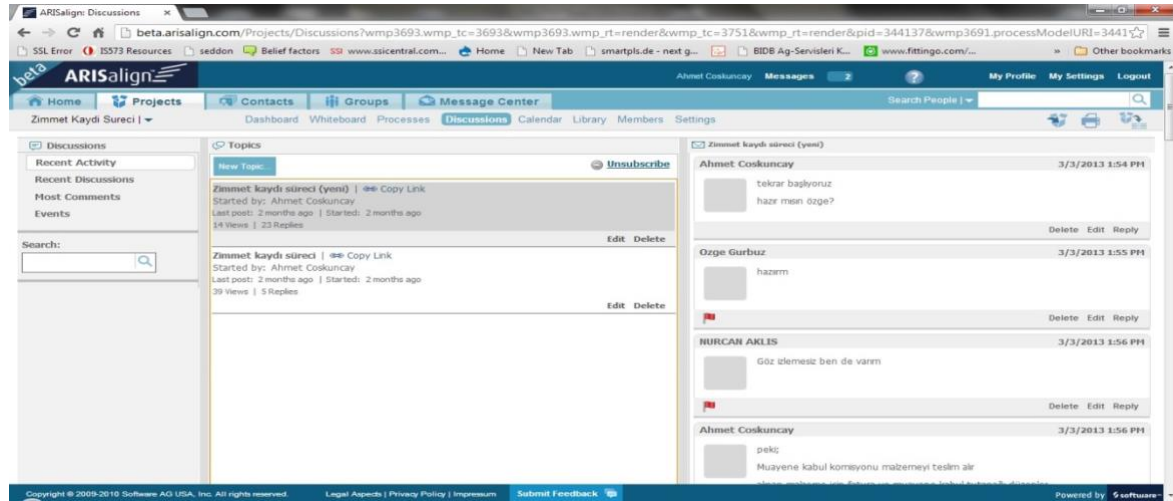 ARISalign: Discussions
beta.arisalign.com/Projects/Discussions?wmp3693.wmp_tc=3693&wmp3693.wmp_rt=render&wmp_tc=3751&wmp_rt=render&pid=344137&wmp3691.processModelURI=3441
SSL Error IS573 Resources seddon Belief factors SSI www.ssicentral.com... Home New Tab smartpls.de - next g... BIDB Ag-Servisleri K... www.fittingo.com/... » Other bookmarks
beta ARISalign Ahmet Coskuncay Messages 2 ? My Profile My Settings Logout
Home Projects Contacts Groups Message Center Search People |
Zimmet Kaydi Sureci | Dashboard Whiteboard Processes Discussions Calendar Library Members Settings
Discussions
Recent Activity
Recent Discussions
Most Comments
Events
Search:
Topics
New Topic... Unsubscribe
Zimmet kaydı süreci (yeni) | Copy Link
Started by: Ahmet Coskuncay
Last post: 2 months ago | Started: 2 months ago
14 Views | 23 Replies
Edit Delete
Zimmet kaydı süreci | Copy Link
Started by: Ahmet Coskuncay
Last post: 2 months ago | Started: 2 months ago
39 Views | 5 Replies
Edit Delete
Zimmet kaydı süreci (yeni)
Ahmet Coskuncay 3/3/2013 1:54 PM
tekrar başlıyoruz
hazır mısın özge?
Delete Edit Reply
Ozge Gurbuz 3/3/2013 1:55 PM
hazırım
Delete Edit Reply
NURCAN AKLIS 3/3/2013 1:56 PM
Göz izlemesiz ben de varım
Delete Edit Reply
Ahmet Coskuncay 3/3/2013 1:56 PM
peki;
Muayene kabul komisyonu malzemeyi teslim alır
Copyright © 2009-2010 Software AG USA, Inc. All rights reserved. Legal Aspects | Privacy Policy | Impressum Submit Feedback Powered by software